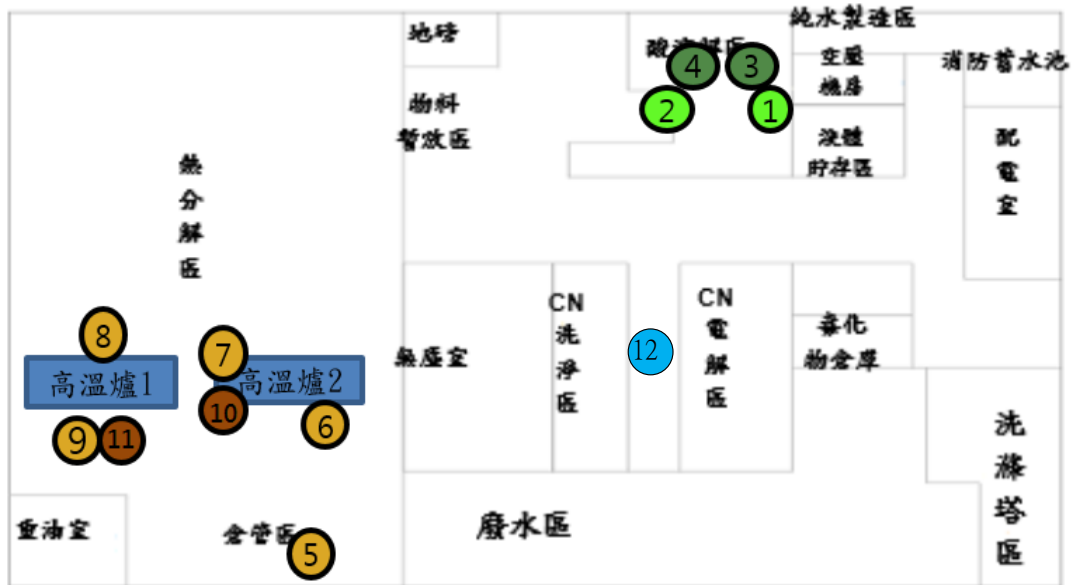 地磅
物料
暫放區
熱
分
解
區
酸溶解區
4
3
2
1
純水製造區
空壓
機房
液體
貯存區
消防蓄水池
配
電
室
8
高溫爐1
9
11
7
高溫爐2
10
6
重油室
倉管區
5
無塵室
CN
洗
淨
區
12
CN
電
解
區
毒化
物倉庫
廢水區
洗
滌
塔
區